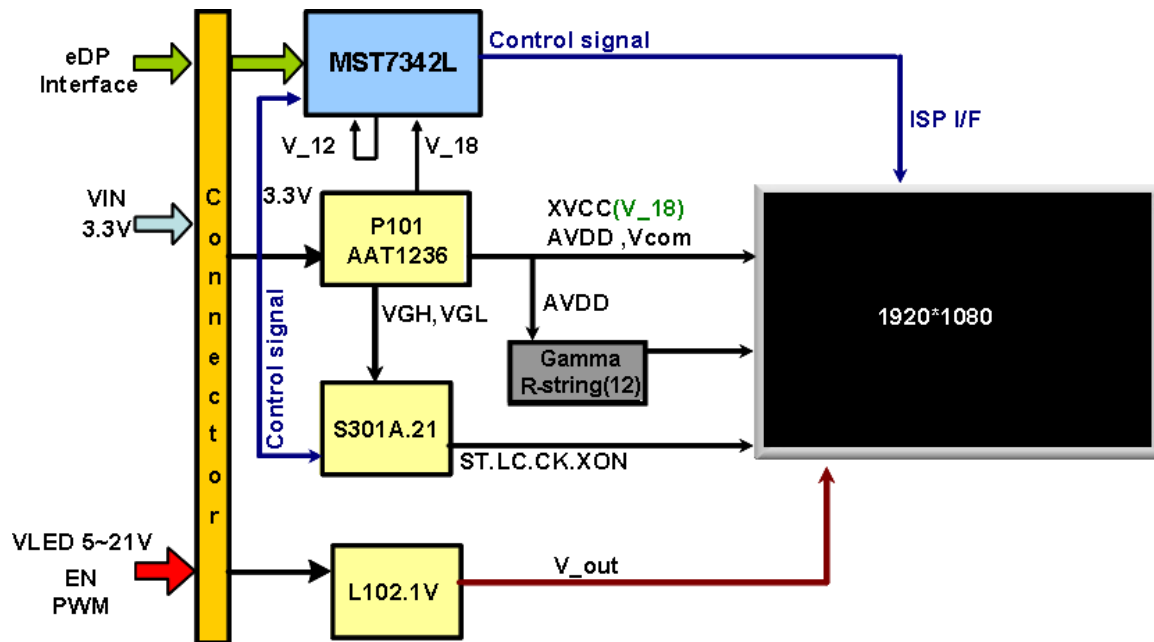 eDP
Interface
MST7342L
Control signal
ISP I/F
V_12
V_18
VIN
3.3V
Connector
3.3V
P101
AAT1236
XVCC(V_18)
AVDD ,Vcom
VGH,VGL
AVDD
1920*1080
Gamma
R-string(12)
Control signal
S301A.21
ST.LC.CK.XON
VLED 5~21V
EN
PWM
L102.1V
V_out